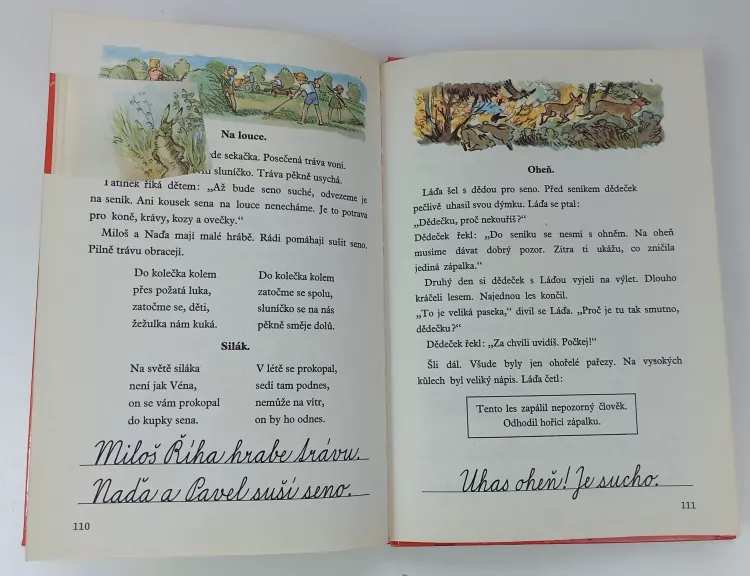 Na louce.
de sekačka. Posečená tráva voní.
sluníčko. Tráva pěkně usychá.
Tatínek říká dětem: „Až bude seno suché, odvezeme je
na seník. Ani kousek sena na louce nenecháme. Je to potrava
pro koně, krávy, kozy a ovečky.“
Miloš a Naďa mají malé hrábě. Rádi pomáhají sušit seno.
Pilně trávu obracejí.
Do kolečka kolem
přes požatá luka,
zatočme se, děti,
žežulka nám kuká.
Do kolečka kolem
zatočme se spolu,
sluníčko se na nás
pěkně směje dolů.
Silák.
Na světě siláka
není jak Véna,
on se vám prokopal
do kupky sena.
V létě se prokopal,
sedí tam podnes,
nemůže na vítr,
on by ho odnes.
Miloš Říha hrabe trávu.
Naďa a Pavel suší seno.
110
Oheň.
Láďa šel s dědou pro seno. Před seníkem dědeček
pečlivě uhasil svou dýmku. Láďa se ptal:
„Dědečku, proč nekouříš?“
Dědeček řekl: „Do seníku se nesmí s ohněm. Na oheň
musíme dávat dobrý pozor. Zítra ti ukážu, co zničila
jediná zápalka.“
Druhý den si dědeček s Láďou vyjeli na výlet. Dlouho
kráčeli lesem. Najednou les končil.
„To je veliká paseka,“ divil se Láďa. „Proč je tu tak smutno,
dědečku?“
Dědeček řekl: „Za chvíli uvidíš. Počkej!“
Šli dál. Všude byly jen ohořelé pařezy. Na vysokých
kůlech byl veliký nápis. Láďa četl:
Tento les zapálil nepozorný člověk.
Odhodil hořící zápalku.
Uhas oheň! Je sucho.
111